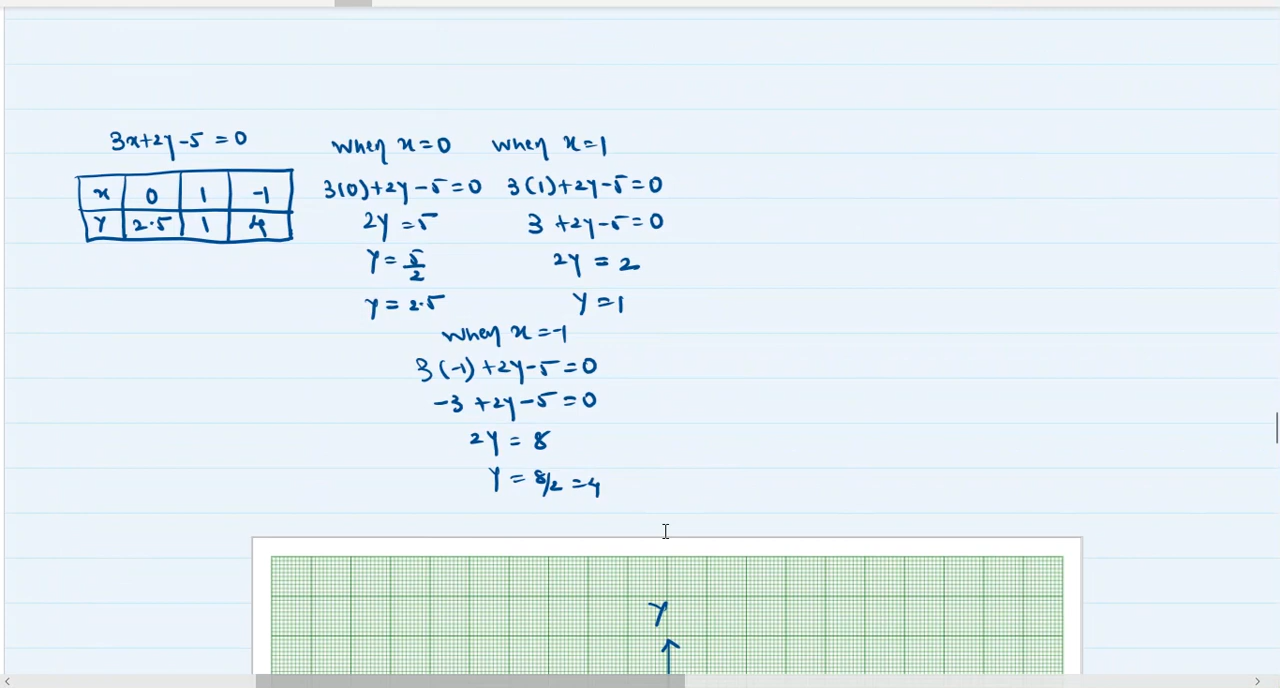 3x+2y-5=0
x 0 1 -1
y 2.5 1 4
when x=0
3(0)+2y-5=0
2y=5
y=5/2
y=2.5
when x=1
3(1)+2y-5=0
3+2y-5=0
2y=2
y=1
when x=-1
3(-1)+2y-5=0
-3+2y-5=0
2y=8
y=8/2=4
Y